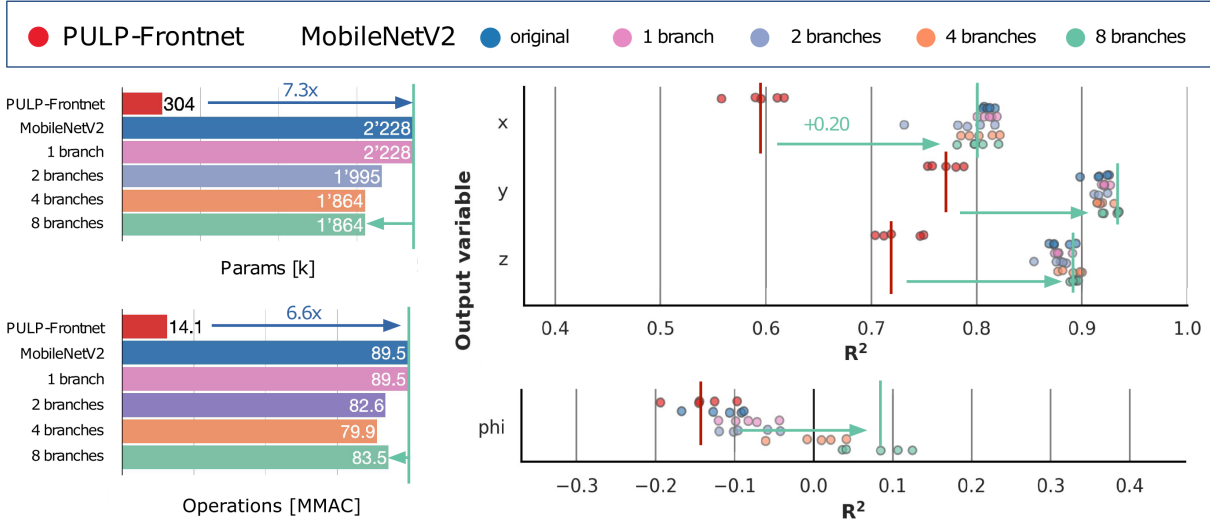 PULP-Frontnet MobileNetV2 original 1 branch 2 branches 4 branches 8 branches
PULP-Frontnet 304 7.3x
MobileNetV2 2'228
1 branch 2'228
2 branches 1'995
4 branches 1'864
8 branches 1'864
Params [k]
PULP-Frontnet 14.1 6.6x
MobileNetV2 89.5
1 branch 89.5
2 branches 82.6
4 branches 79.9
8 branches 83.5
Operations [MMAC]
Output variable
x
+0.20
y
z
0.4 0.5 0.6 0.7 0.8 0.9 1.0
R²
phi
−0.3 −0.2 −0.1 0.0 0.1 0.2 0.3 0.4
R²